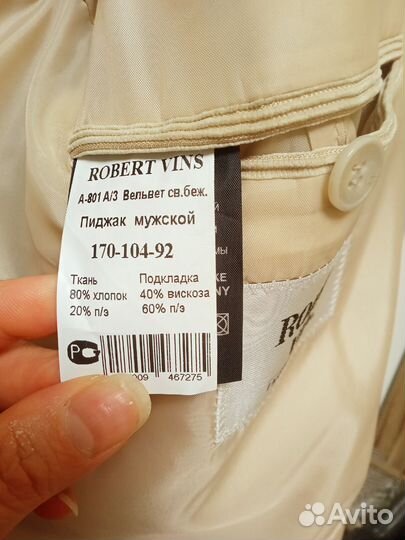 ROBERT VINS
А-801 А/3 Вельвет св.беж.
Пиджак мужской
170-104-92
Ткань Подкладка
80% хлопок 40% вискоза
20% п/э 60% п/э
467275
Avito